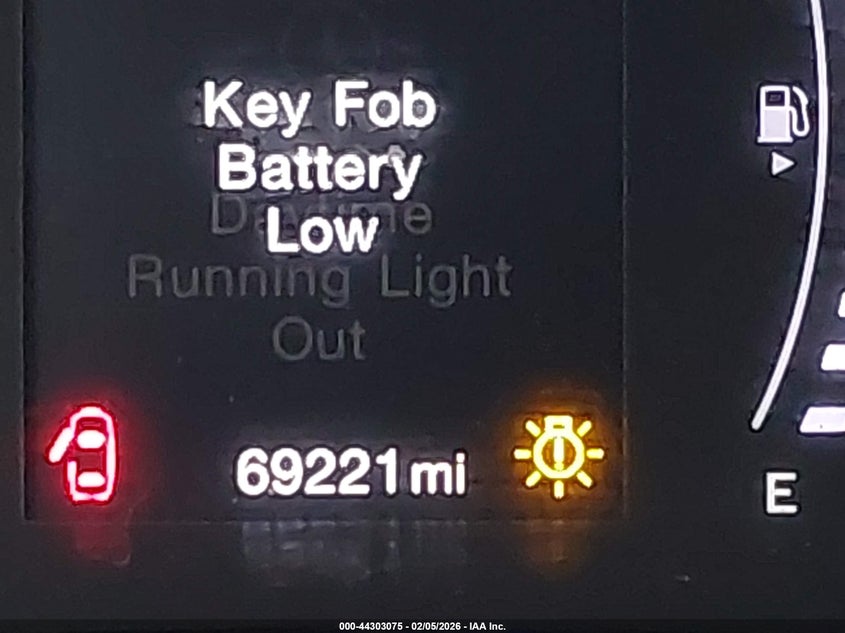 Key Fob
Battery
Low
Daytime
Running Light
Out
69221 mi
E
000-44303075 - 02/05/2026 - IAA Inc.